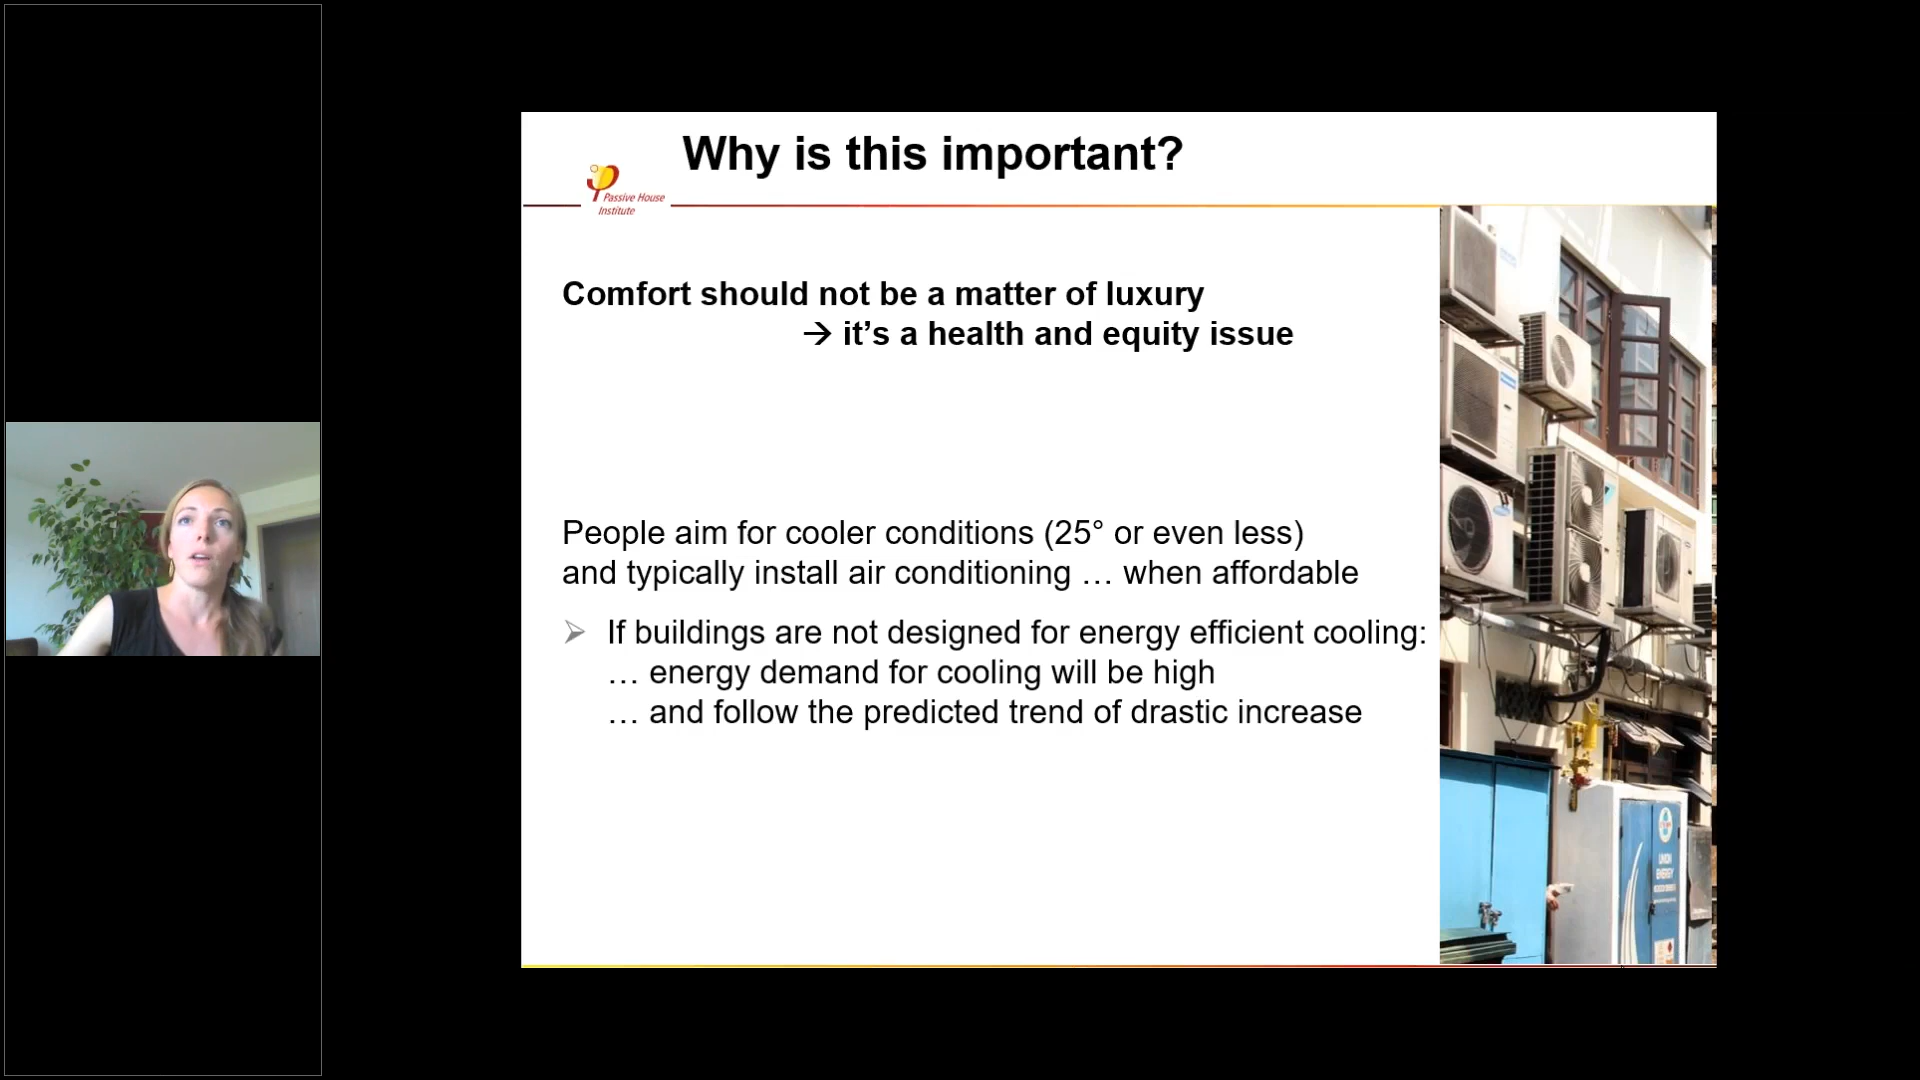 Why is this important?
Passive House
Institute
Comfort should not be a matter of luxury
→ it’s a health and equity issue
People aim for cooler conditions (25° or even less)
and typically install air conditioning … when affordable
➢ If buildings are not designed for energy efficient cooling:
… energy demand for cooling will be high
… and follow the predicted trend of drastic increase
UNION
ENERGY